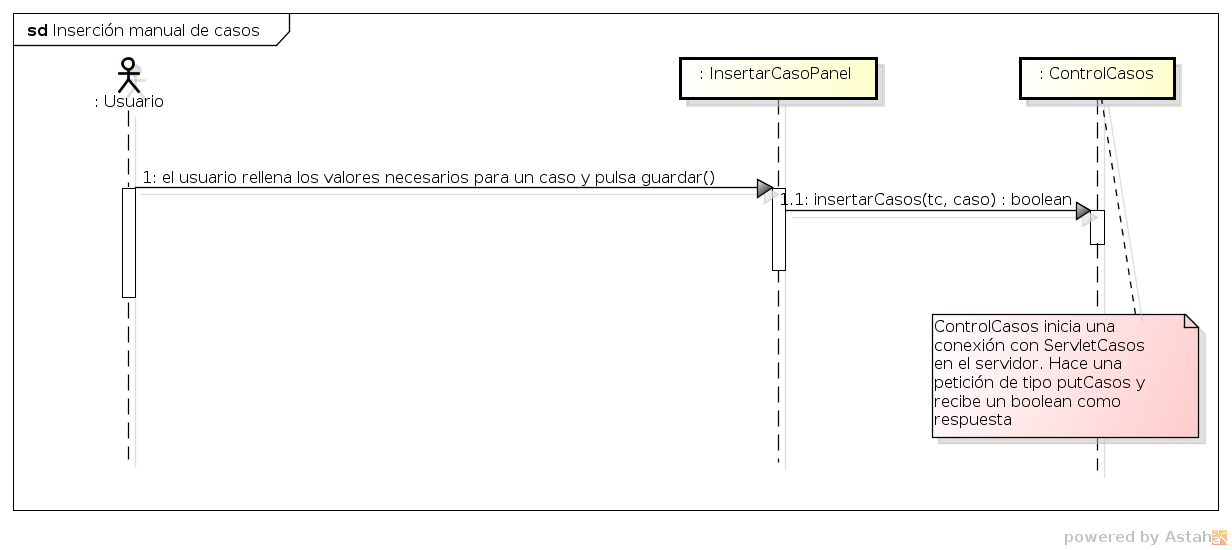 sd Inserción manual de casos
: Usuario
: InsertarCasoPanel
: ControlCasos
1: el usuario rellena los valores necesarios para un caso y pulsa guardar()
1.1: insertarCasos(tc, caso) : boolean
ControlCasos inicia una
conexión con ServletCasos
en el servidor. Hace una
petición de tipo putCasos y
recibe un boolean como
respuesta
powered by Astah